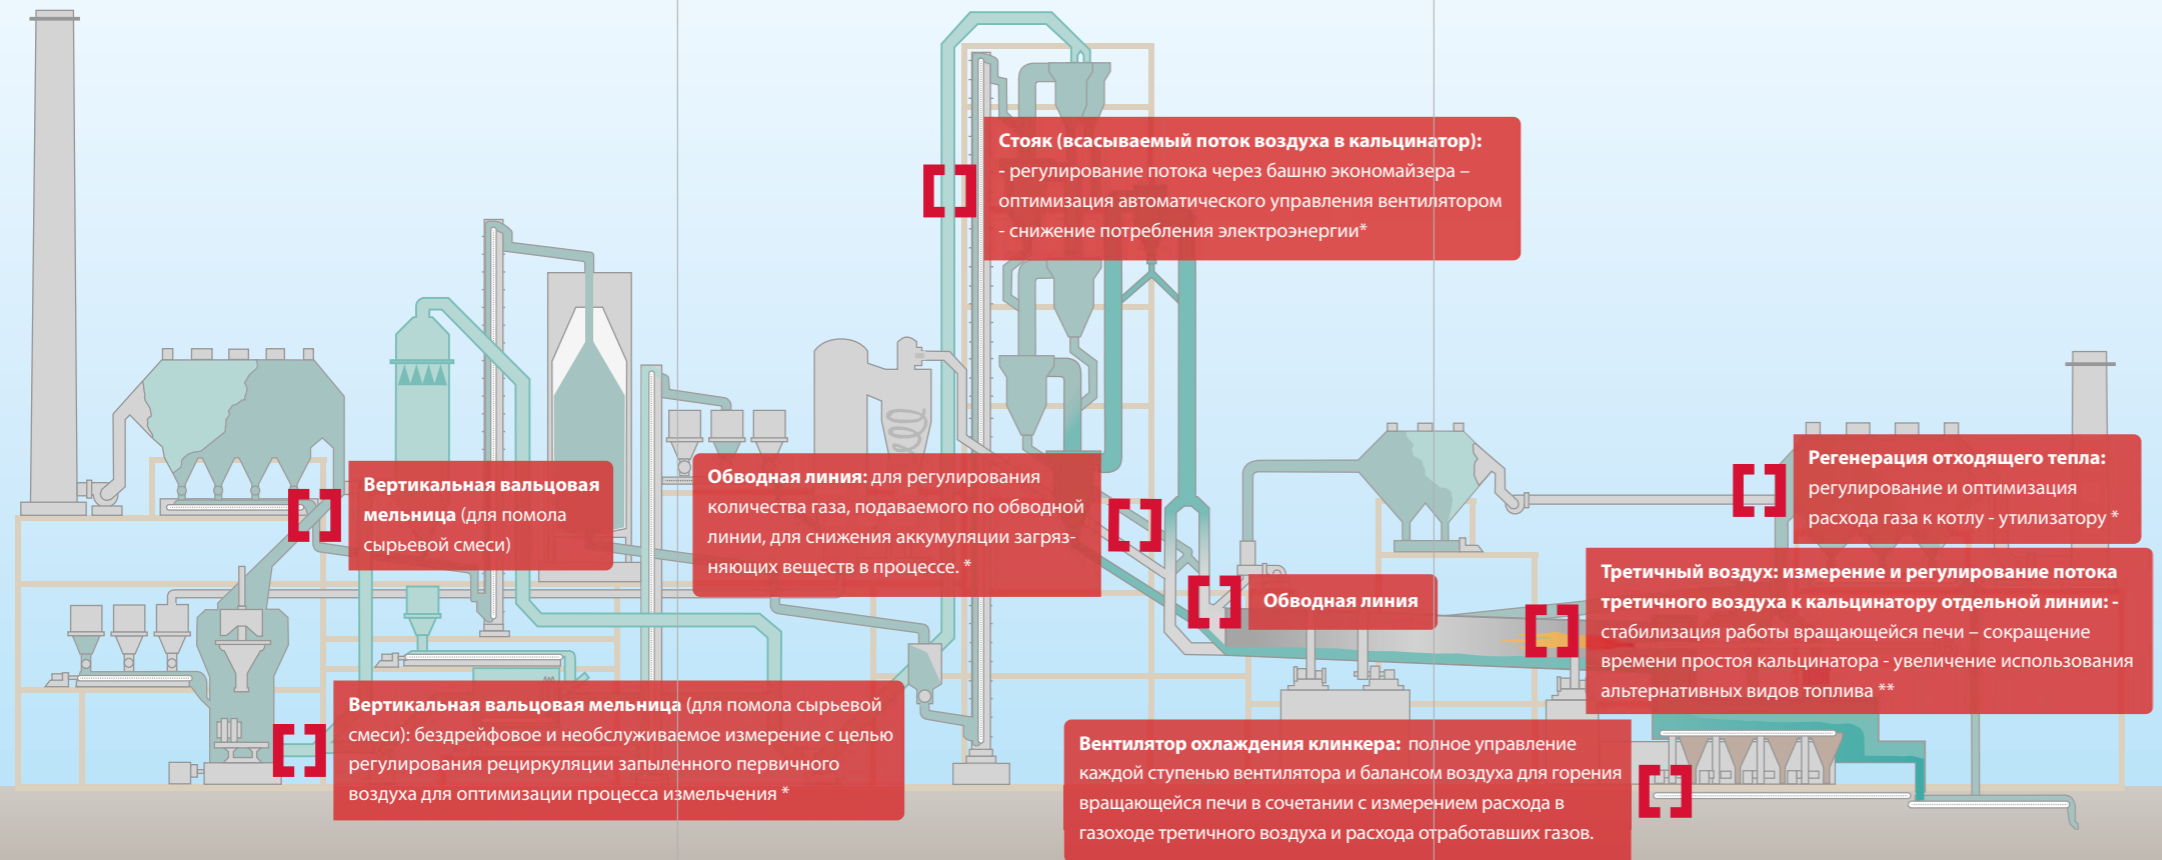 Стояк (всасываемый поток воздуха в кальцинатор):
- регулирование потока через башню экономайзера –
оптимизация автоматического управления вентилятором
- снижение потребления электроэнергии*
Вертикальная вальцовая
мельница (для помола
сырьевой смеси)
Обводная линия: для регулирования
количества газа, подаваемого по обводной
линии, для снижения аккумуляции загряз-
няющих веществ в процессе. *
Регенерация отходящего тепла:
регулирование и оптимизация
расхода газа к котлу - утилизатору *
Обводная линия
Третичный воздух: измерение и регулирование потока
третичного воздуха к кальцинатору отдельной линии: -
стабилизация работы вращающейся печи – сокращение
времени простоя кальцинатора - увеличение использования
альтернативных видов топлива **
Вертикальная вальцовая мельница (для помола сырьевой
смеси): бездрейфовое и необслуживаемое измерение с целью
регулирования рециркуляции запыленного первичного
воздуха для оптимизации процесса измельчения *
Вентилятор охлаждения клинкера: полное управление
каждой ступенью вентилятора и балансом воздуха для горения
вращающейся печи в сочетании с измерением расхода в
газоходе третичного воздуха и расхода отработавших газов.